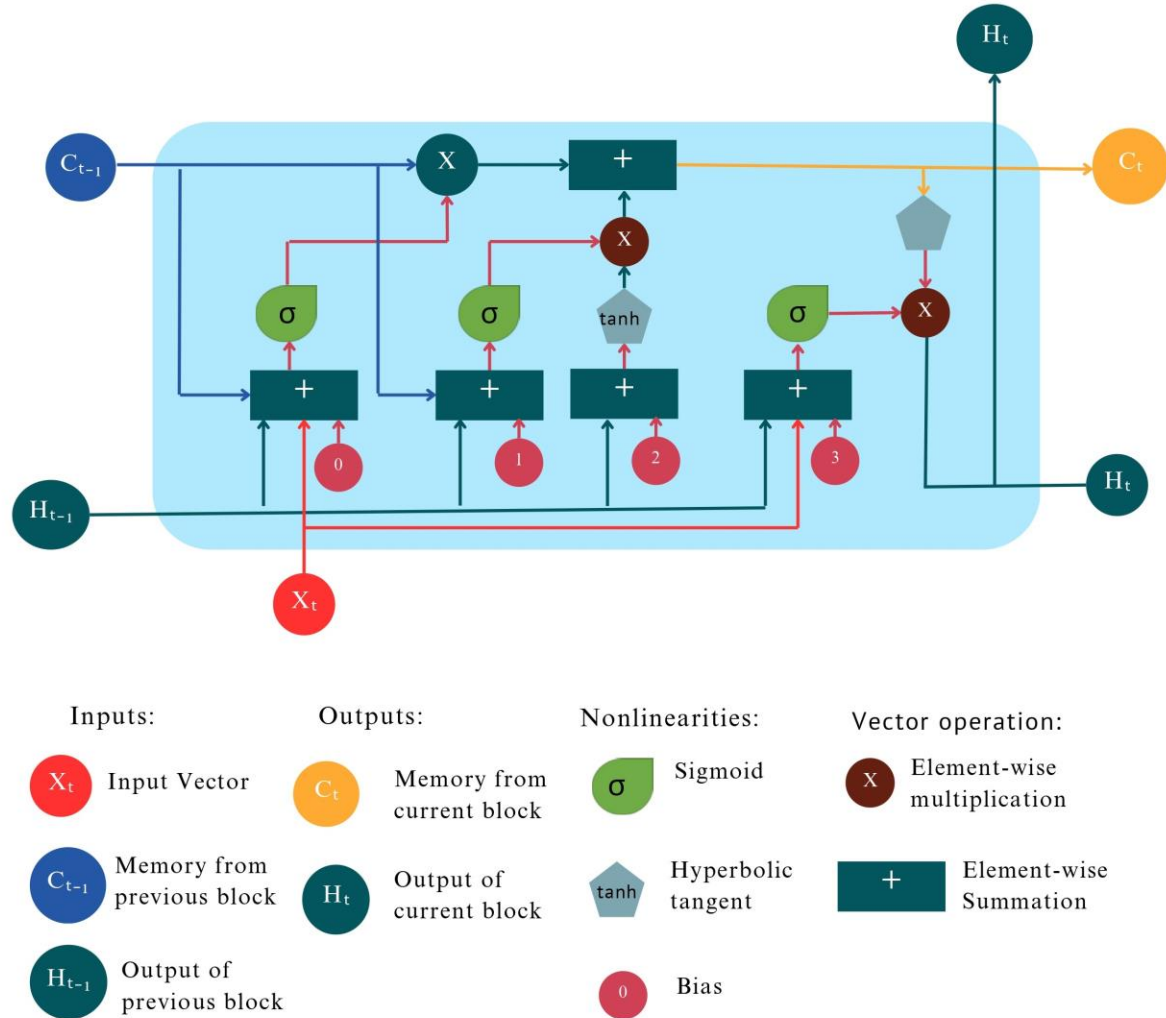 Hₜ
Cₜ₋₁
X
+
Cₜ
X
σ
σ
tanh
σ
X
+
+
+
+
0
1
2
3
Hₜ₋₁
Hₜ
Xₜ
Inputs:
Xₜ
Input Vector
Cₜ₋₁
Memory from
previous block
Hₜ₋₁
Output of
previous block
Outputs:
Cₜ
Memory from
current block
Hₜ
Output of
current block
Nonlinearities:
σ
Sigmoid
tanh
Hyperbolic
tangent
0
Bias
Vector operation:
X
Element-wise
multiplication
+
Element-wise
Summation